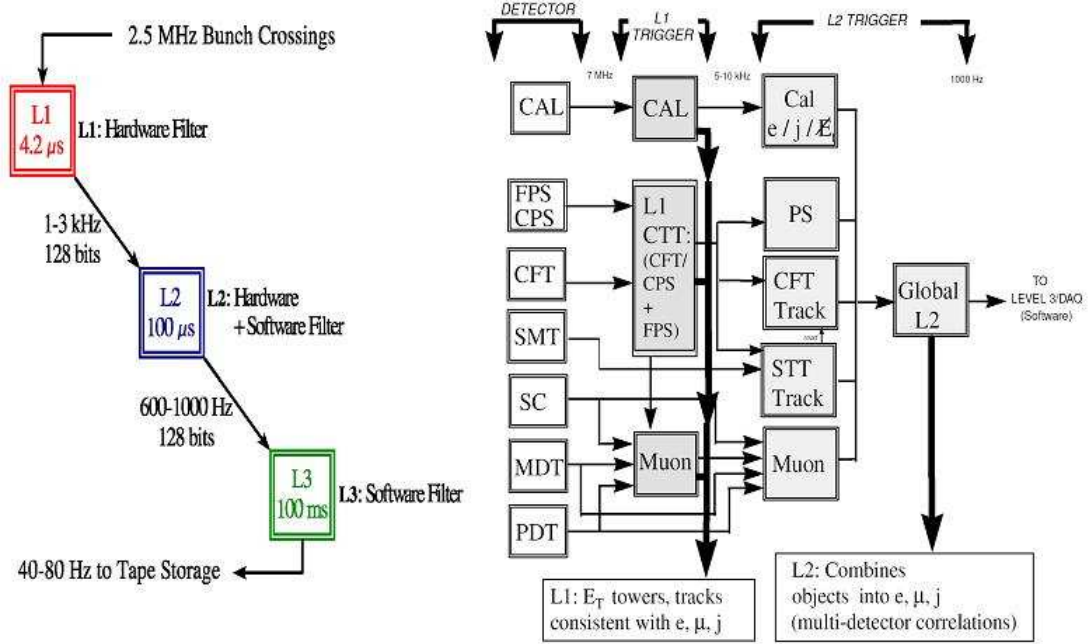 2.5 MHz Bunch Crossings
L1
4.2 µs
L1: Hardware Filter
1-3 kHz
128 bits
L2
100 µs
L2: Hardware
+ Software Filter
600-1000 Hz
128 bits
L3
100 ms
L3: Software Filter
40-80 Hz to Tape Storage
DETECTOR
L1
TRIGGER
L2 TRIGGER
7 MHz
5-10 kHz
1000 Hz
CAL
CAL
Cal
e / j / E
FPS
CPS
L1
CTT:
(CFT/
CPS
+
FPS)
PS
CFT
CFT
Track
Global
L2
TO
LEVEL 3/DAQ
(Software)
SMT
STT
Track
SC
MDT
Muon
Muon
PDT
L1: E_T towers, tracks
consistent with e, µ, j
L2: Combines
objects into e, µ, j
(multi-detector correlations)